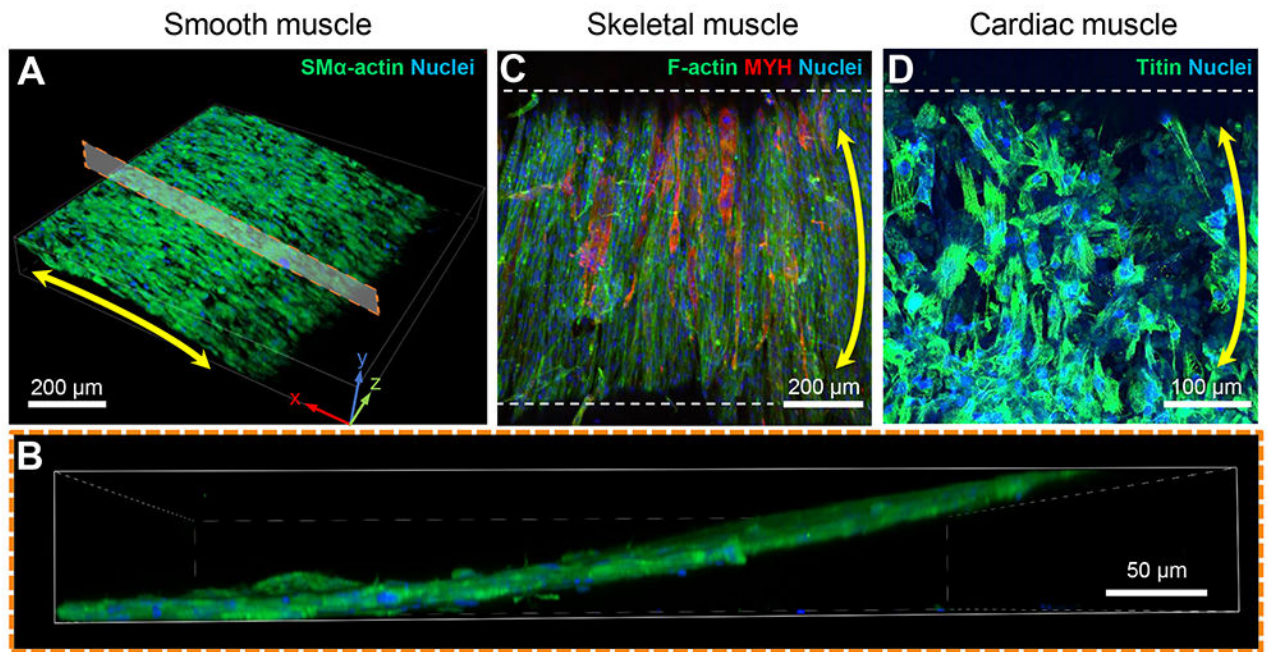 Smooth muscle
Skeletal muscle
Cardiac muscle
A
SMα-actin Nuclei
200 µm
x
y
z
C
F-actin MYH Nuclei
200 µm
D
Titin Nuclei
100 µm
B
50 µm